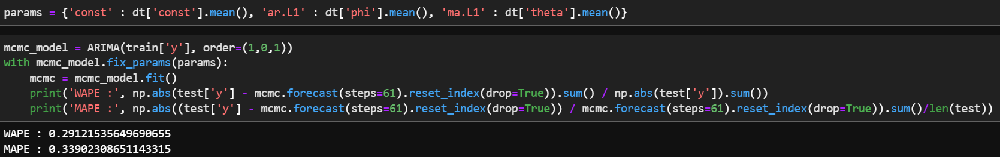 params = {'const' : dt['const'].mean(), 'ar.L1' : dt['phi'].mean(), 'ma.L1' : dt['theta'].mean()}
mcmc_model = ARIMA(train['y'], order=(1,0,1))
with mcmc_model.fix_params(params):
    mcmc = mcmc_model.fit()
    print('WAPE :', np.abs(test['y'] - mcmc.forecast(steps=61).reset_index(drop=True)).sum() / np.abs(test['y']).sum())
    print('MAPE :', np.abs((test['y'] - mcmc.forecast(steps=61).reset_index(drop=True)) / mcmc.forecast(steps=61).reset_index(drop=True)).sum()/len(test))
WAPE : 0.29121535649690655
MAPE : 0.33902308651143315